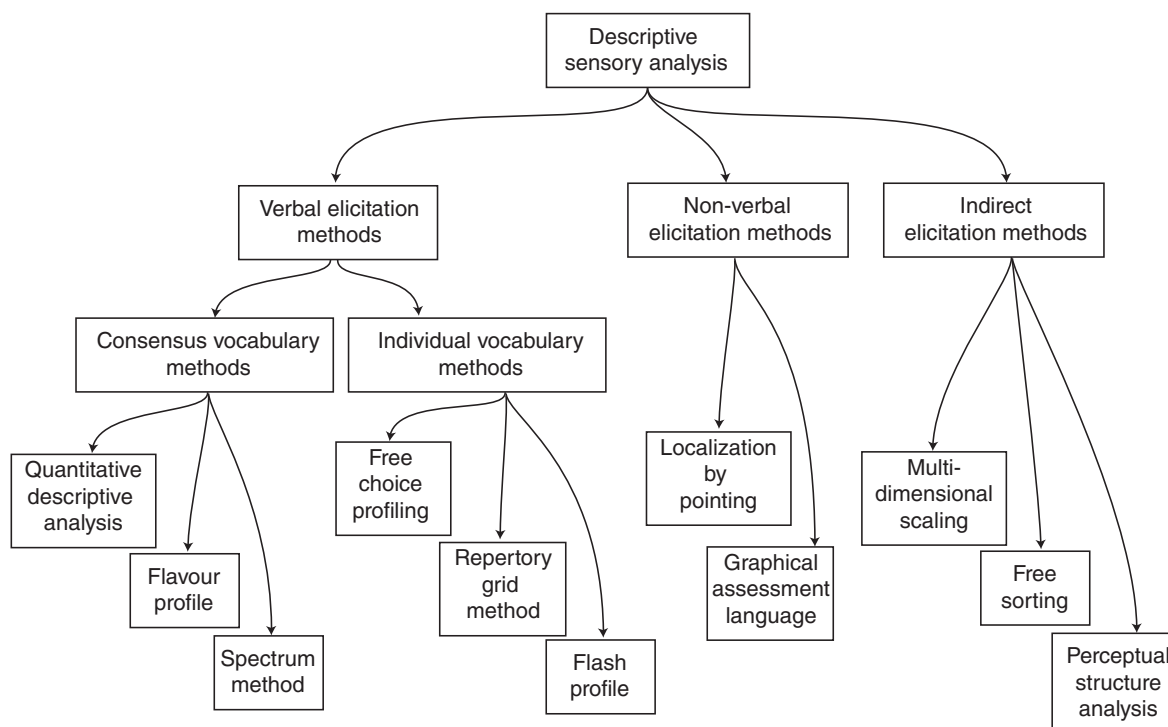 Descriptive
sensory analysis
Verbal elicitation
methods
Non-verbal
elicitation methods
Indirect
elicitation methods
Consensus vocabulary
methods
Individual vocabulary
methods
Quantitative
descriptive
analysis
Flavour
profile
Spectrum
method
Free
choice
profiling
Repertory
grid
method
Flash
profile
Localization
by
pointing
Graphical
assessment
language
Multi-
dimensional
scaling
Free
sorting
Perceptual
structure
analysis